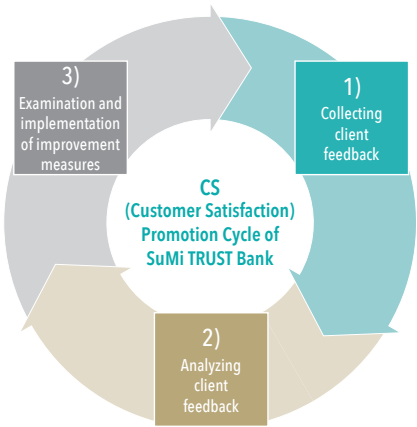 1)
Collecting
client
feedback
2)
Analyzing
client
feedback
3)
Examination and
implementation
of improvement
measures
CS
(Customer Satisfaction)
Promotion Cycle of
SuMi TRUST Bank